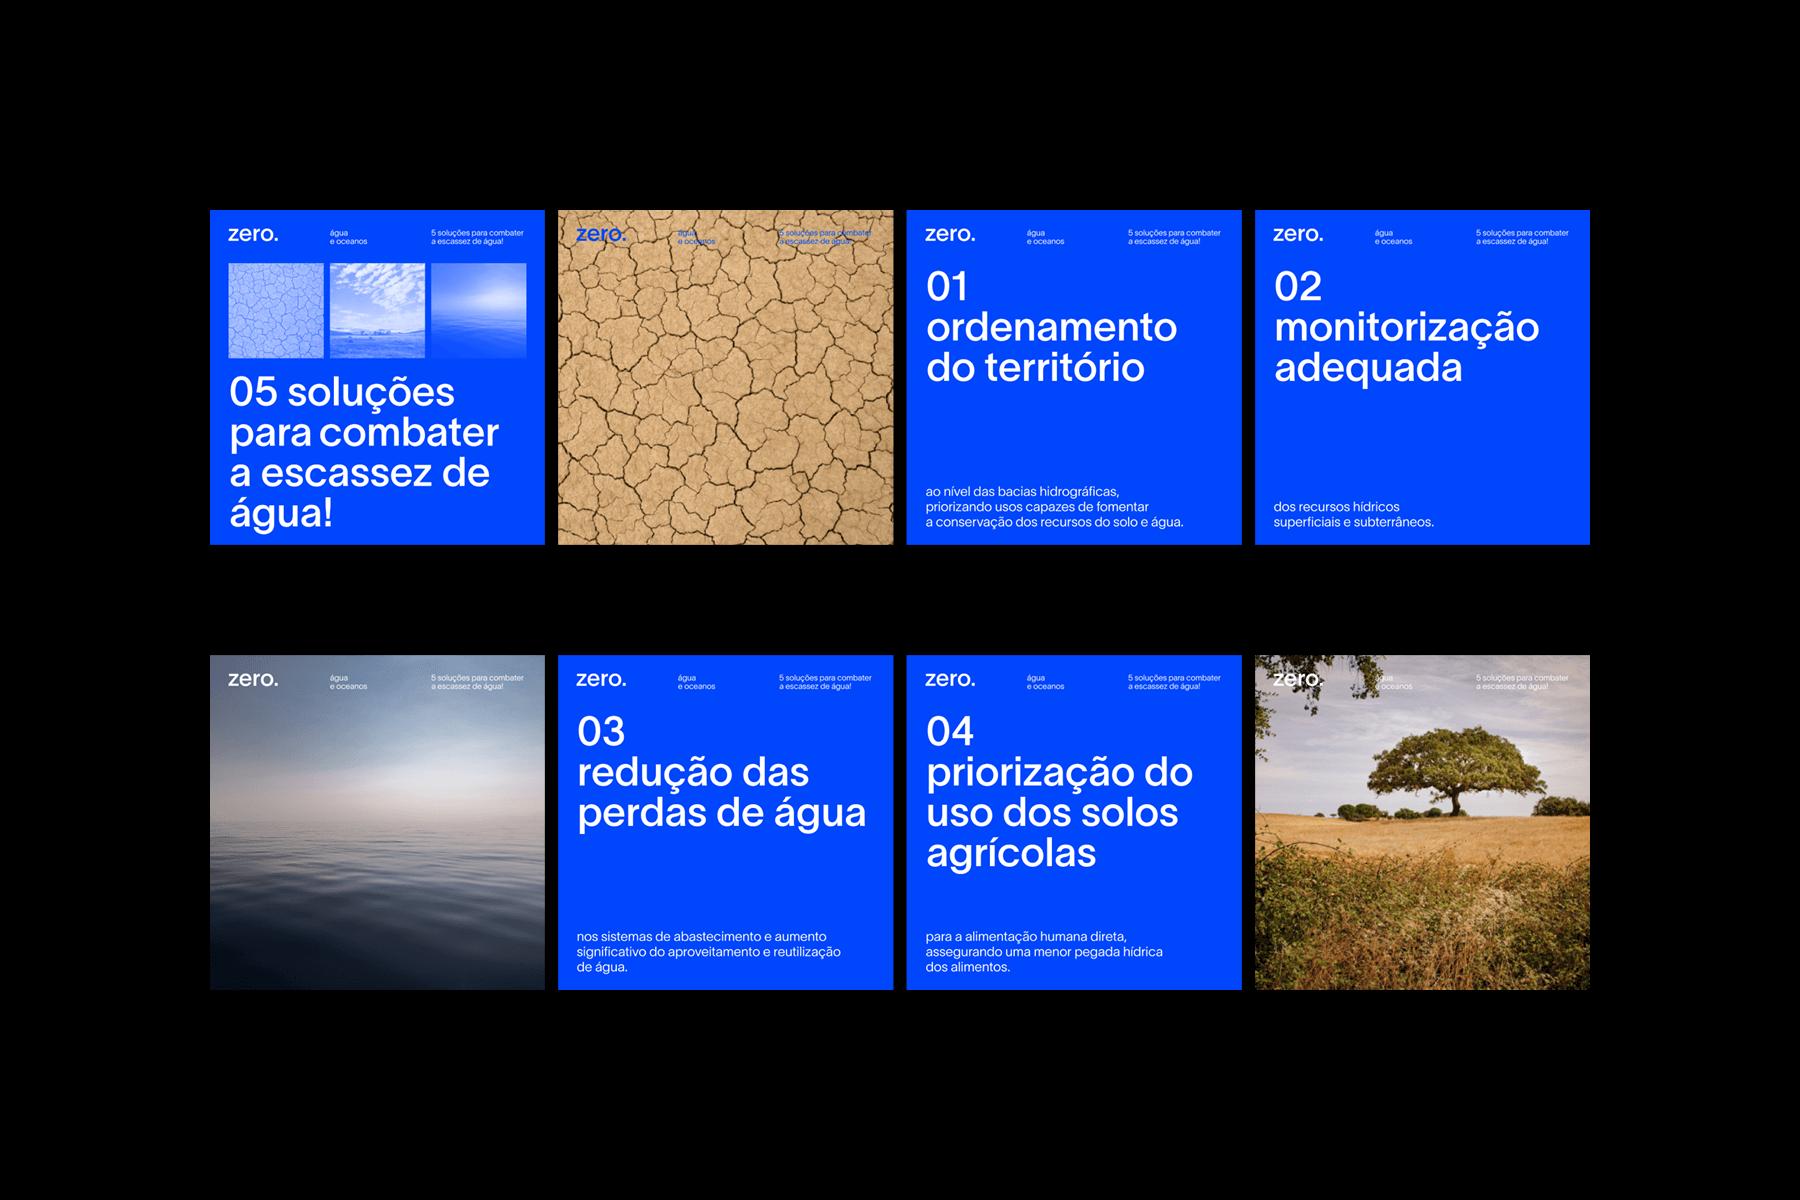 zero.
água
e oceanos
5 soluções para combater
a escassez de água!
05 soluções
para combater
a escassez de
água!
zero.
água
e oceanos
5 soluções para combater
a escassez de água!
zero.
água
e oceanos
5 soluções para combater
a escassez de água!
01
ordenamento
do território
ao nível das bacias hidrográficas,
priorizando usos capazes de fomentar
a conservação dos recursos do solo e água.
zero.
água
e oceanos
5 soluções para combater
a escassez de água!
02
monitorização
adequada
dos recursos hídricos
superficiais e subterrâneos.
zero.
água
e oceanos
5 soluções para combater
a escassez de água!
zero.
água
e oceanos
5 soluções para combater
a escassez de água!
03
redução das
perdas de água
nos sistemas de abastecimento e aumento
significativo do aproveitamento e reutilização
de água.
zero.
água
e oceanos
5 soluções para combater
a escassez de água!
04
priorização do
uso dos solos
agrícolas
para a alimentação humana direta,
assegurando uma menor pegada hídrica
dos alimentos.
zero.
água
e oceanos
5 soluções para combater
a escassez de água!